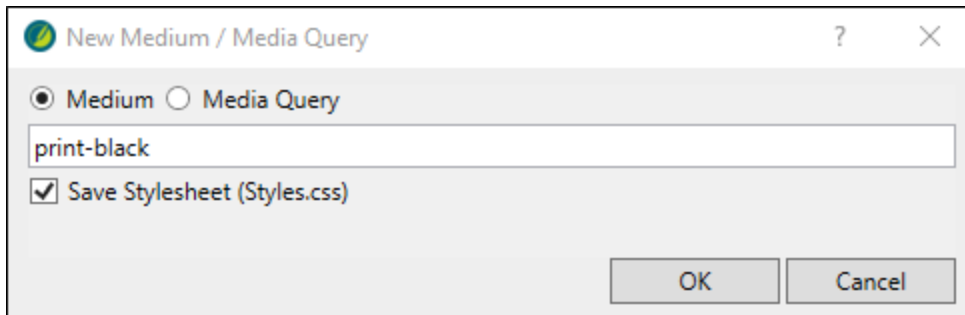 New Medium / Media Query ?
Medium Media Query
print-black
Save Stylesheet (Styles.css)
OK Cancel